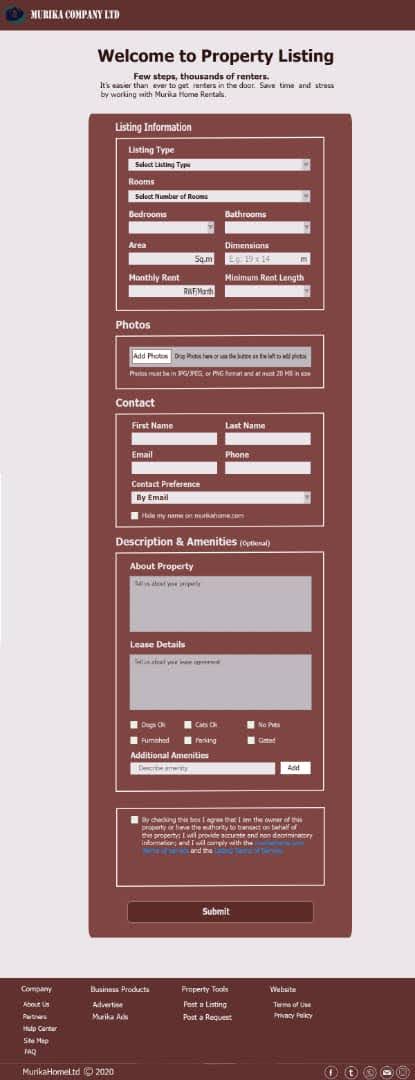 MURIKA COMPANY LTD
Welcome to Property Listing
Few steps, thousands of renters.
It's easier than ever to get renters in the door. Save time and stress
by working with Murika Home Rentals.
Listing Information
Listing Type
Select Listing Type
Rooms
Select Number of Rooms
Bedrooms Bathrooms
Area Dimensions
Sq.m E.g: 19 x 14 m
Monthly Rent Minimum Rent Length
RWF/Month
Photos
Add Photos Drop Photos here or use the button on the left to add photos
Photos must be in JPG/JPEG, or PNG format and at most 20 MB in size
Contact
First Name Last Name
Email Phone
Contact Preference
By Email
Hide my name on murikahome.com
Description & Amenities (Optional)
About Property
Tell us about your property
Lease Details
Tell us about your lease agreement
Dogs Ok Cats Ok No Pets
Furnished Parking Gated
Additional Amenities
Describe amenity Add
By checking this box I agree that I am the owner of this
property or have the authority to transact on behalf of
this property; I will provide accurate and non discriminatory
information; and I will comply with the murikahome.com
Terms of Service and the Listing Terms of Service.
Submit
Company Business Products Property Tools Website
About Us Advertise Post a Listing Terms of Use
Partners Murika Ads Post a Request Privacy Policy
Help Center
Site Map
FAQ
MurikaHomeLtd © 2020